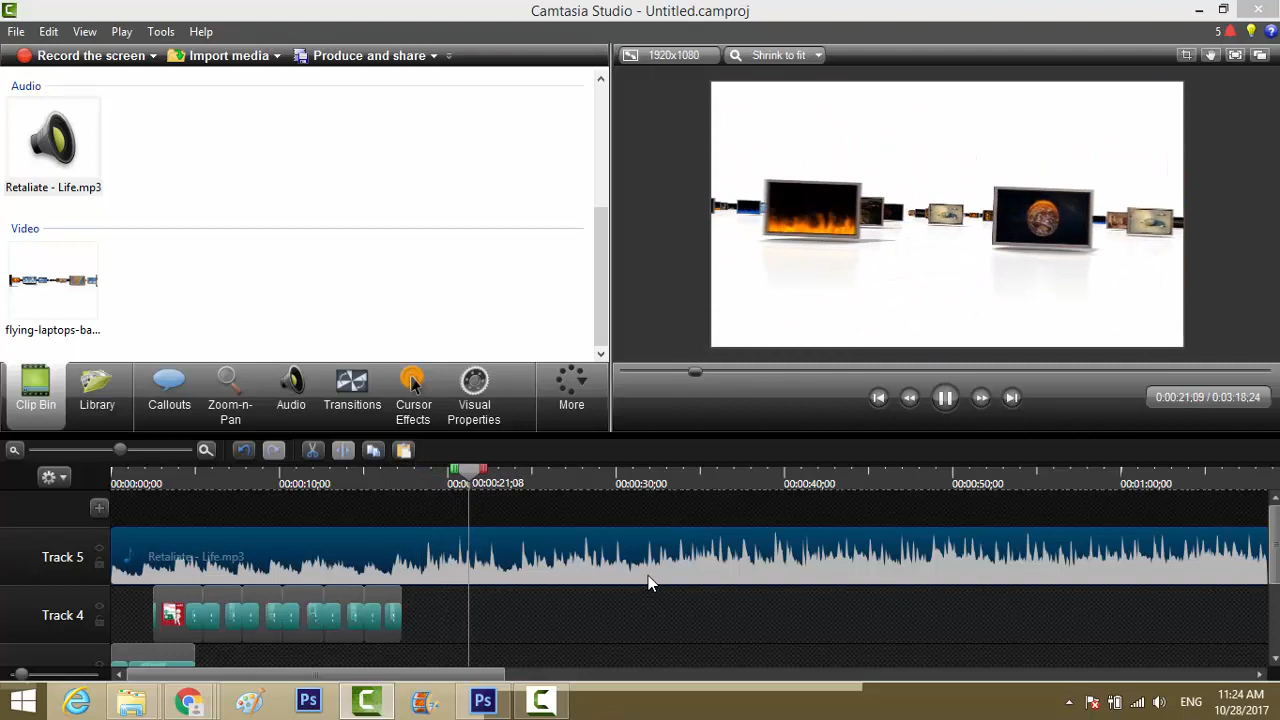 Camtasia Studio - Untitled.camproj
File Edit View Play Tools Help
5
Record the screen Import media Produce and share
1920x1080 Shrink to fit
Audio
Retaliate - Life.mp3
Video
flying-laptops-ba...
Clip Bin
Library
Callouts
Zoom-n-Pan
Audio
Transitions
Cursor Effects
Visual Properties
More
0:00:21;09 / 0:03:18;24
00:00:00;00 00:00:10;00 00:00:21;08 00:00:30;00 00:00:40;00 00:00:50;00 00:01:00;00
Track 5
Retaliate - Life.mp3
Track 4
Ps
Ps
ENG
11:24 AM
10/28/2017